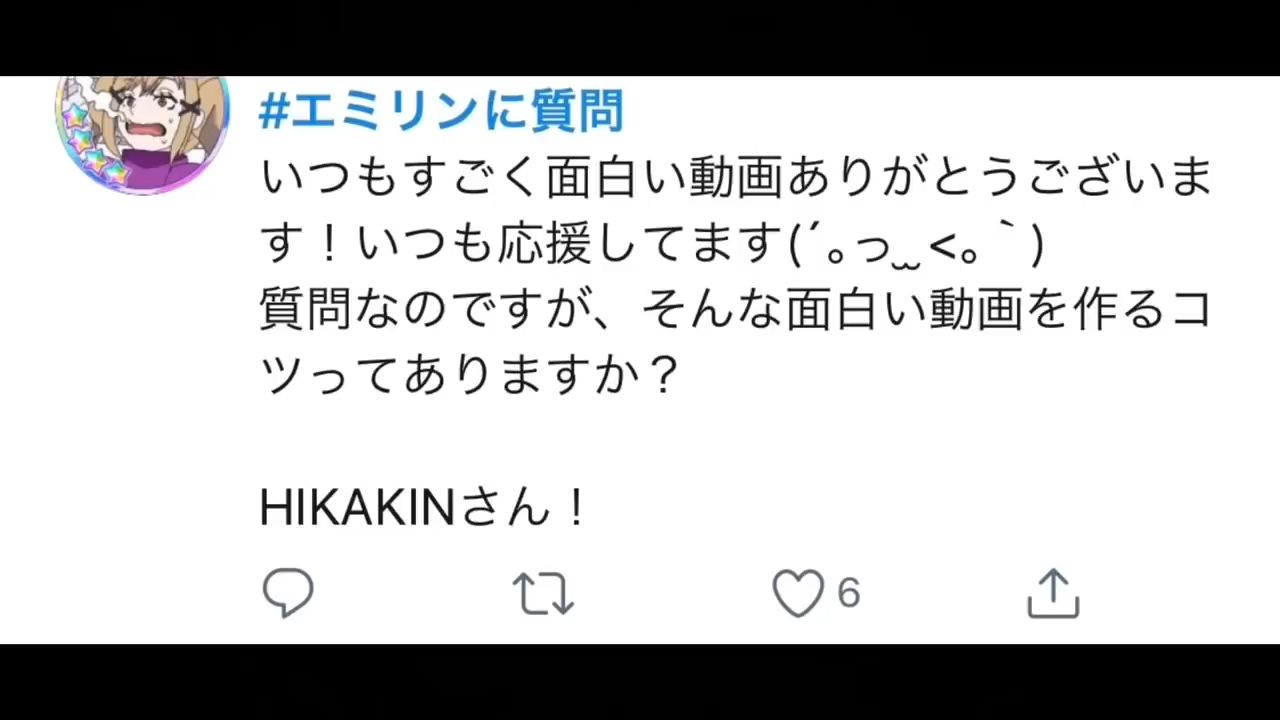 #エミリンに質問
いつもすごく面白い動画ありがとうございま
す！いつも応援してます(´｡っ﹏<｡｀)
質問なのですが、そんな面白い動画を作るコ
ツってありますか？
HIKAKINさん！
6